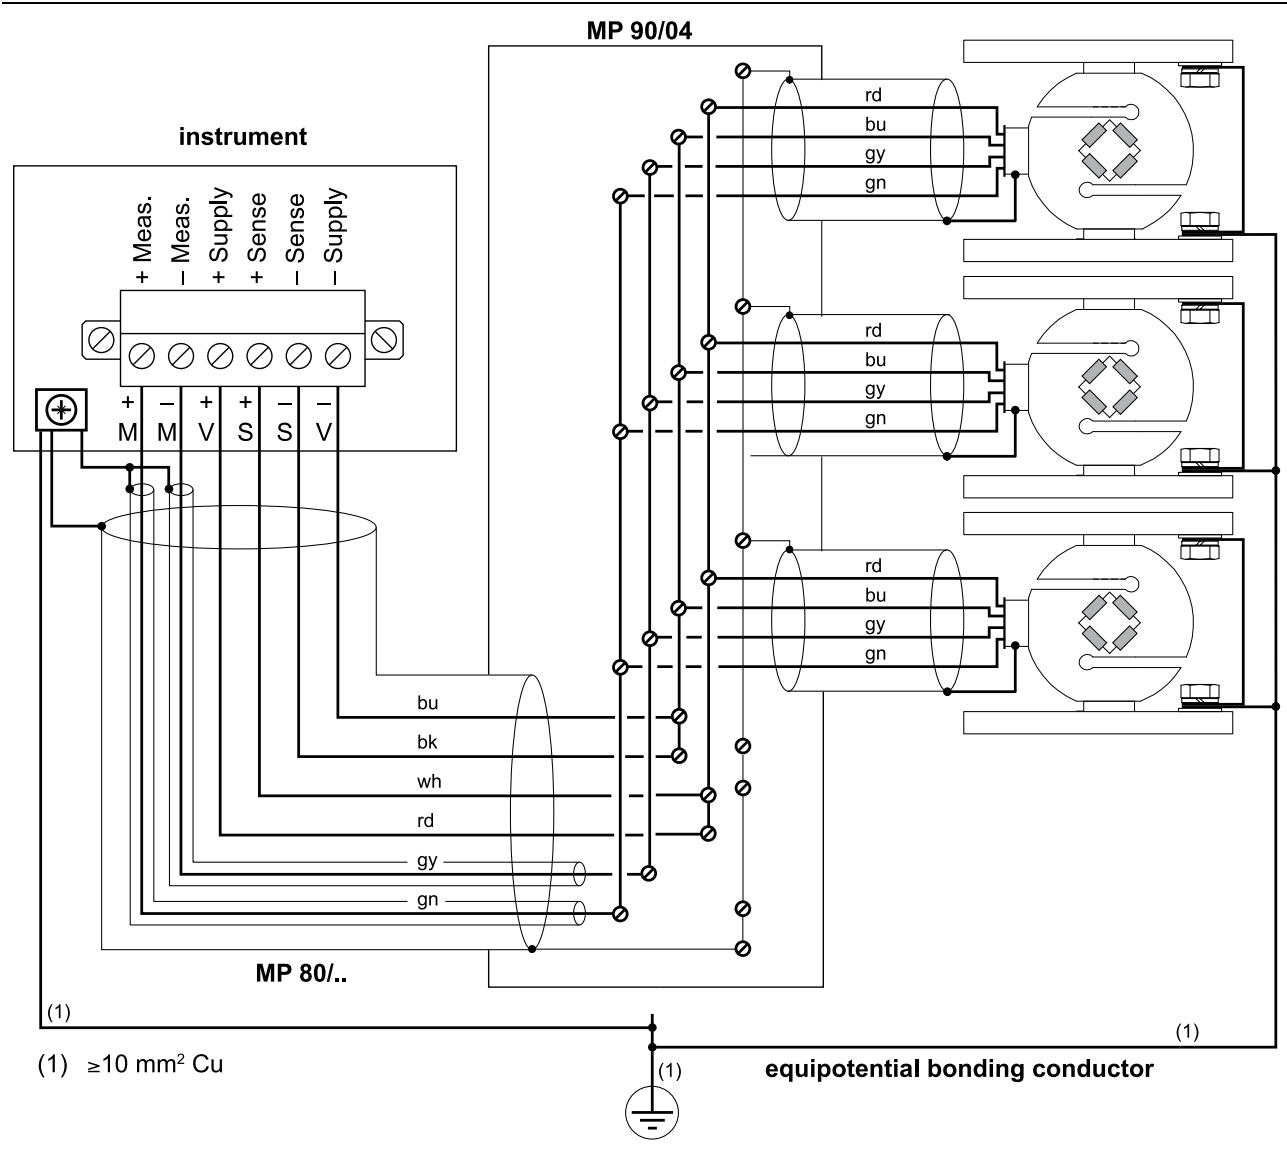 MP 90/04
instrument
+ Meas.
– Meas.
+ Supply
+ Sense
– Sense
– Supply
+ – + + – –
M M V S S V
rd
bu
gy
gn
rd
bu
gy
gn
rd
bu
gy
gn
bu
bk
wh
rd
gy
gn
MP 80/..
(1)
(1)
(1) ≥10 mm² Cu
(1)
equipotential bonding conductor